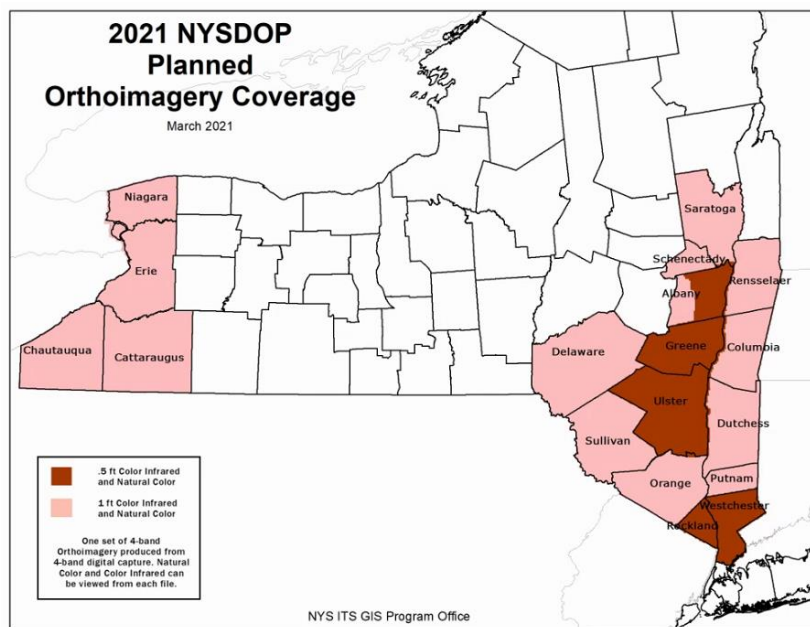 2021 NYSDOP
Planned
Orthoimagery Coverage
March 2021
Niagara
Erie
Chautauqua
Cattaraugus
Saratoga
Schenectady
Albany
Rensselaer
Greene
Columbia
Delaware
Ulster
Dutchess
Sullivan
Orange
Putnam
Westchester
Rockland
.5 ft Color Infrared
and Natural Color
1 ft Color Infrared
and Natural Color
One set of 4-band
Orthoimagery produced from
4-band digital capture. Natural
Color and Color Infrared can
be viewed from each file.
NYS ITS GIS Program Office